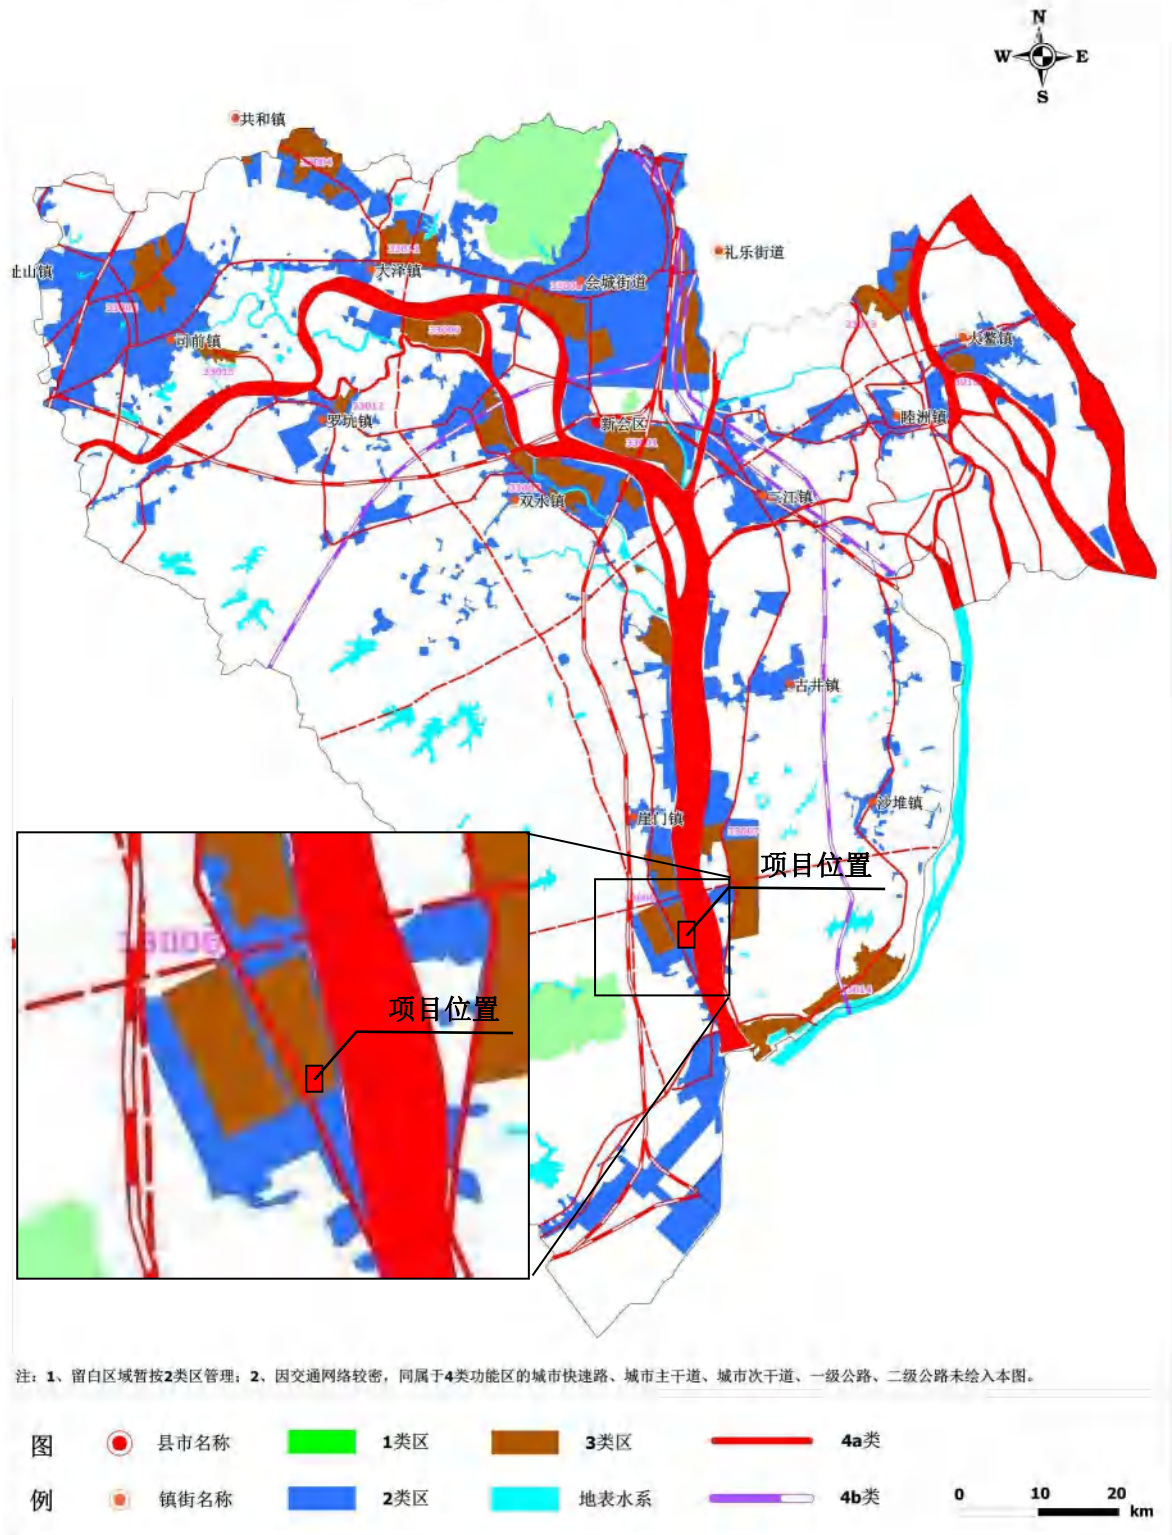 N
W E
S
共和镇
礼乐街道
大泽镇
会城街道
司前镇
大鳌镇
罗坑镇
33012
新会区
睦洲镇
双水镇
三江镇
古井镇
沙堆镇
崖门镇
项目位置
项目位置
注：1、留白区域暂按2类区管理；2、因交通网络较密，同属于4类功能区的城市快速路、城市主干道、城市次干道、一级公路、二级公路未绘入本图。
图 县市名称 1类区 3类区 4a类
例 镇街名称 2类区 地表水系 4b类
0 10 20
km